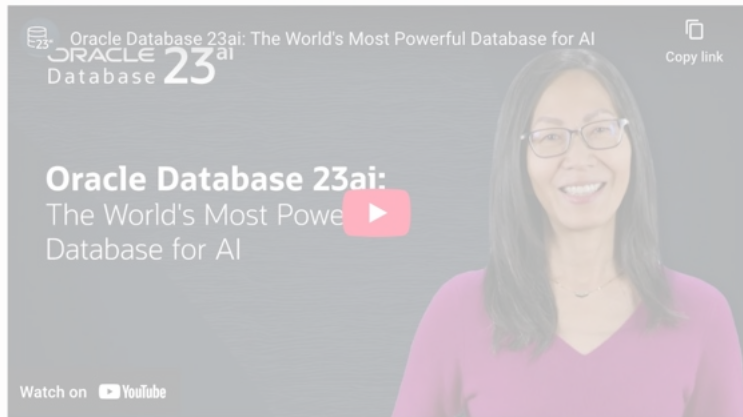 Oracle Database 23ai: The World's Most Powerful Database for AI
Copy link
23ai
ORACLE
Database 23ai
Oracle Database 23ai:
The World's Most Powe
Database for AI
Watch on YouTube